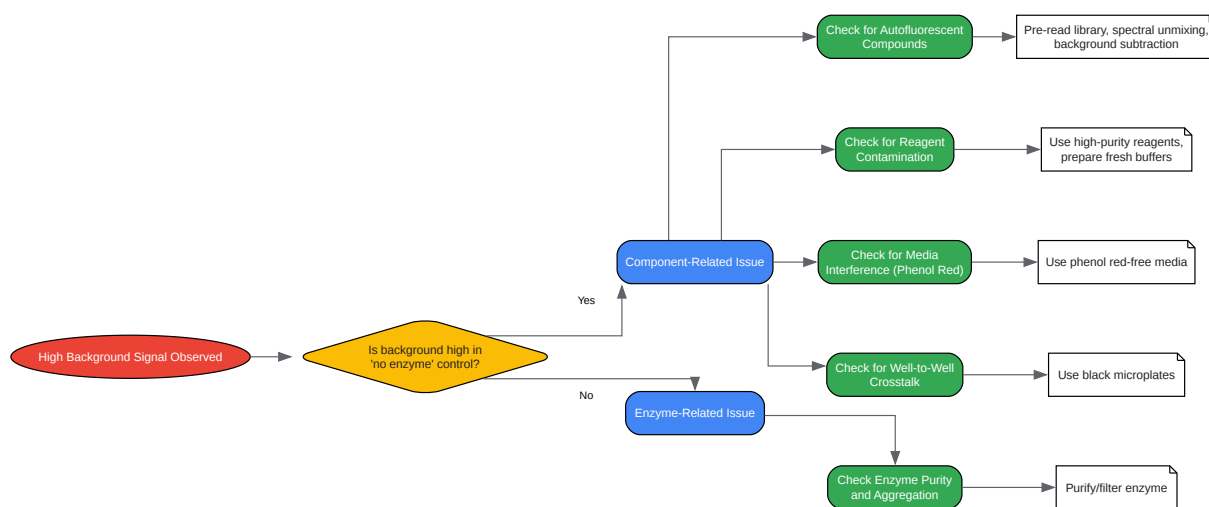 High Background Signal Observed
Is background high in
'no enzyme' control?
Yes
No
Component-Related Issue
Enzyme-Related Issue
Check for Autofluorescent
Compounds
Pre-read library, spectral unmixing,
background subtraction
Check for Reagent
Contamination
Use high-purity reagents,
prepare fresh buffers
Check for Media
Interference (Phenol Red)
Use phenol red-free media
Check for Well-to-Well
Crosstalk
Use black microplates
Check Enzyme Purity
and Aggregation
Purify/filter enzyme